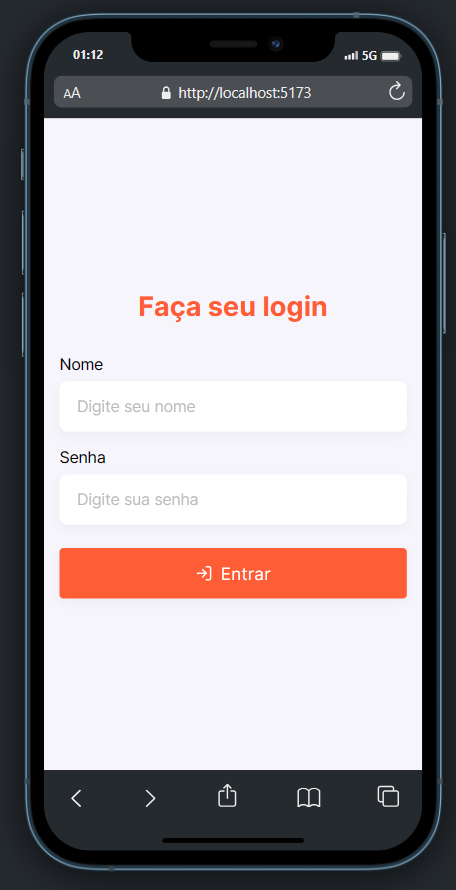 01:12
5G
AA
http://localhost:5173
Faça seu login
Nome
Digite seu nome
Senha
Digite sua senha
Entrar